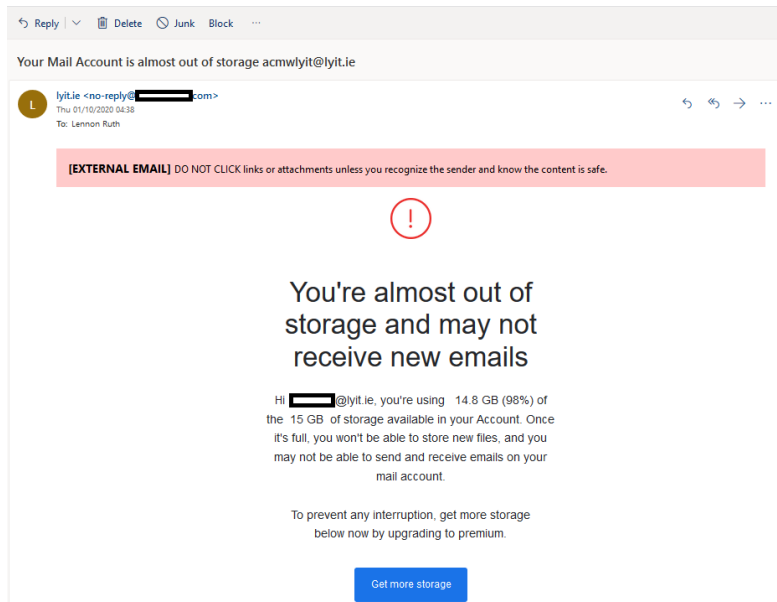 Reply Delete Junk Block ...
Your Mail Account is almost out of storage acmwlyit@lyit.ie
L
lyit.ie <no-reply@ com>
Thu 01/10/2020 04:38
To: Lennon Ruth
[EXTERNAL EMAIL] DO NOT CLICK links or attachments unless you recognize the sender and know the content is safe.
!
You're almost out of
storage and may not
receive new emails
Hi @lyit.ie, you're using 14.8 GB (98%) of
the 15 GB of storage available in your Account. Once
it's full, you won't be able to store new files, and you
may not be able to send and receive emails on your
mail account.
To prevent any interruption, get more storage
below now by upgrading to premium.
Get more storage